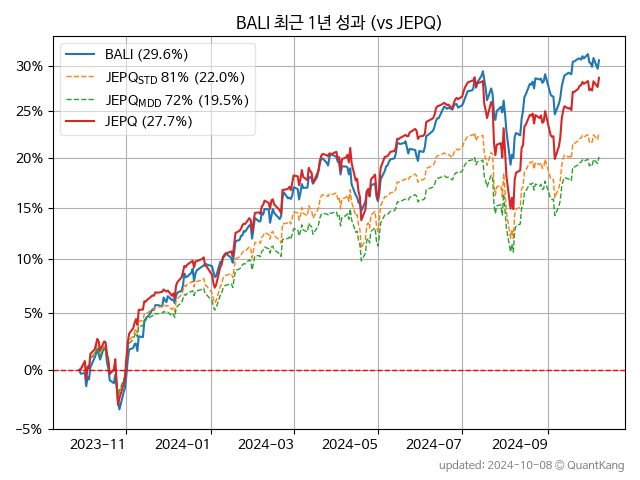 BALI 최근 1년 성과 (vs JEPQ)
BALI (29.6%)
JEPQSTD 81% (22.0%)
JEPQMDD 72% (19.5%)
JEPQ (27.7%)
30%
25%
20%
15%
10%
5%
0%
−5%
2023−11 2024−01 2024−03 2024−05 2024−07 2024−09
updated: 2024-10-08 © QuantKang